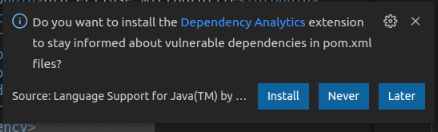 Do you want to install the Dependency Analytics extension
to stay informed about vulnerable dependencies in pom.xml
files?
Source: Language Support for Java(TM) by ...
Install
Never
Later
ency>